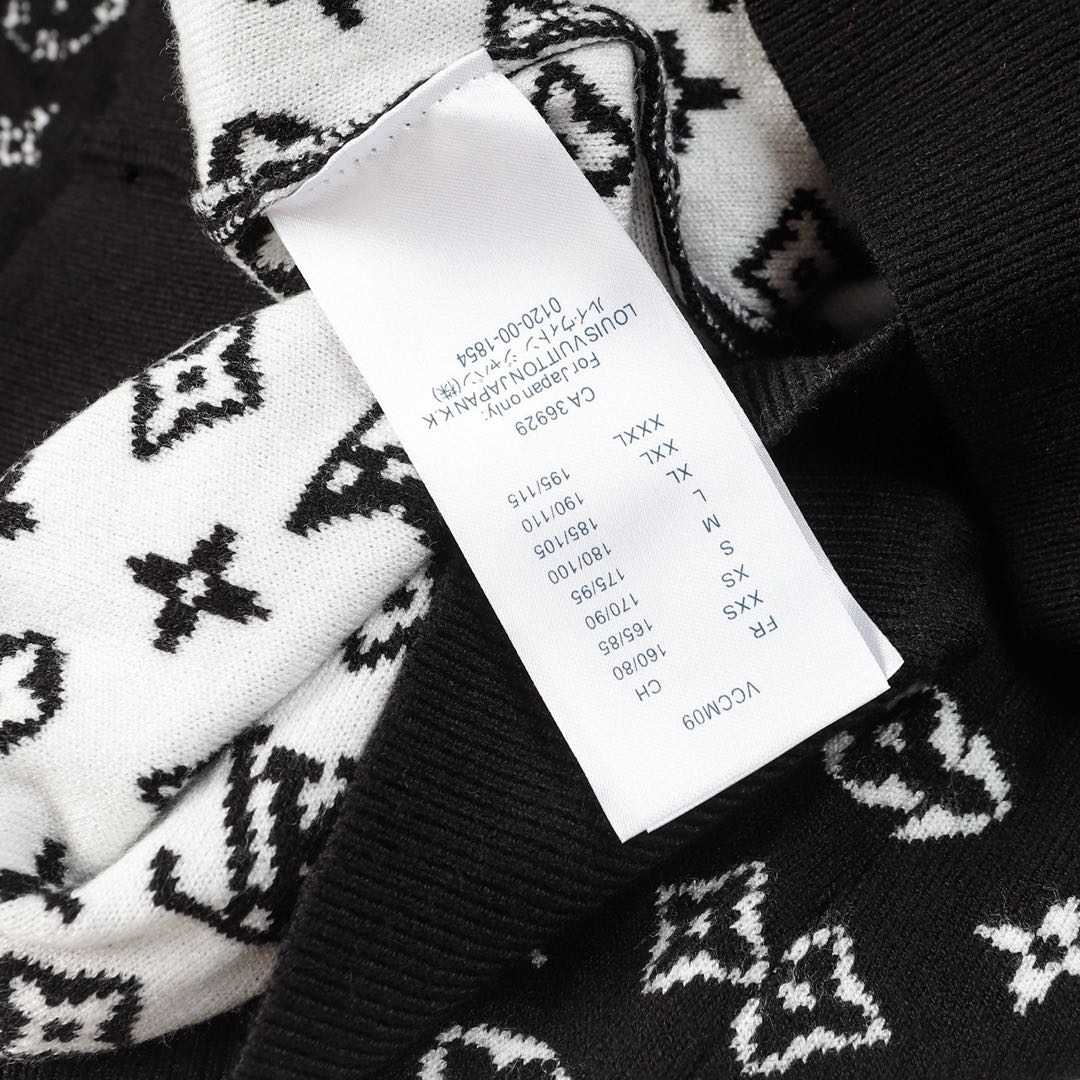 VCCM09
FR CH
XXS 160/80
XS 165/85
S 170/90
M 175/95
L 180/100
XL 185/105
XXL 190/110
XXXL 195/115
CA 36929
For Japan only:
LOUIS VUITTON JAPAN K.K
ルイ・ヴィトン ジャパン(株)
0120-00-1854